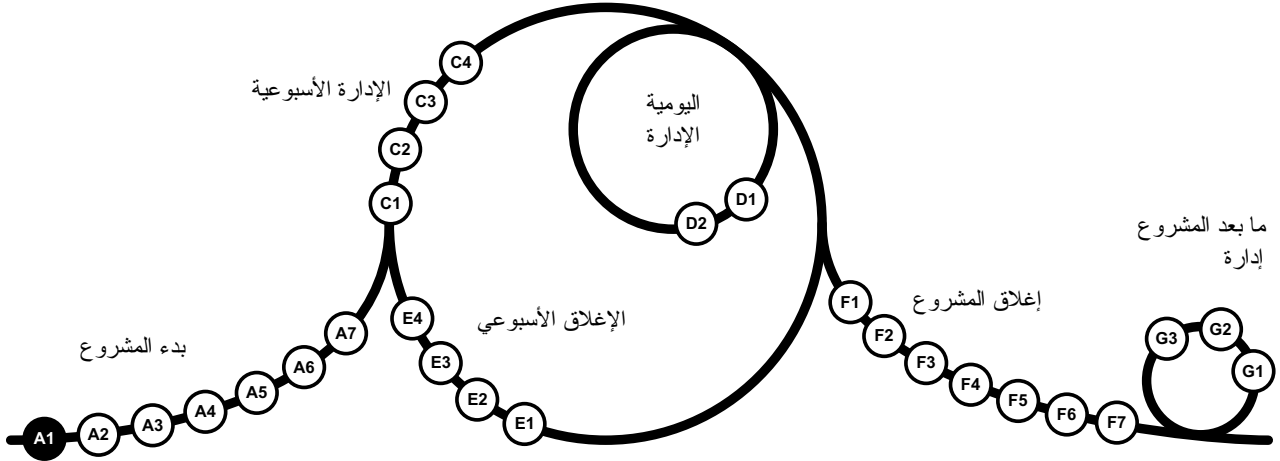 بدء المشروع
A1
A2
A3
A4
A5
A6
A7
الإدارة الأسبوعية
C1
C2
C3
C4
اليومية
الإدارة
D1
D2
الإغلاق الأسبوعي
E1
E2
E3
E4
إغلاق المشروع
F1
F2
F3
F4
F5
F6
F7
ما بعد المشروع
إدارة
G1
G2
G3